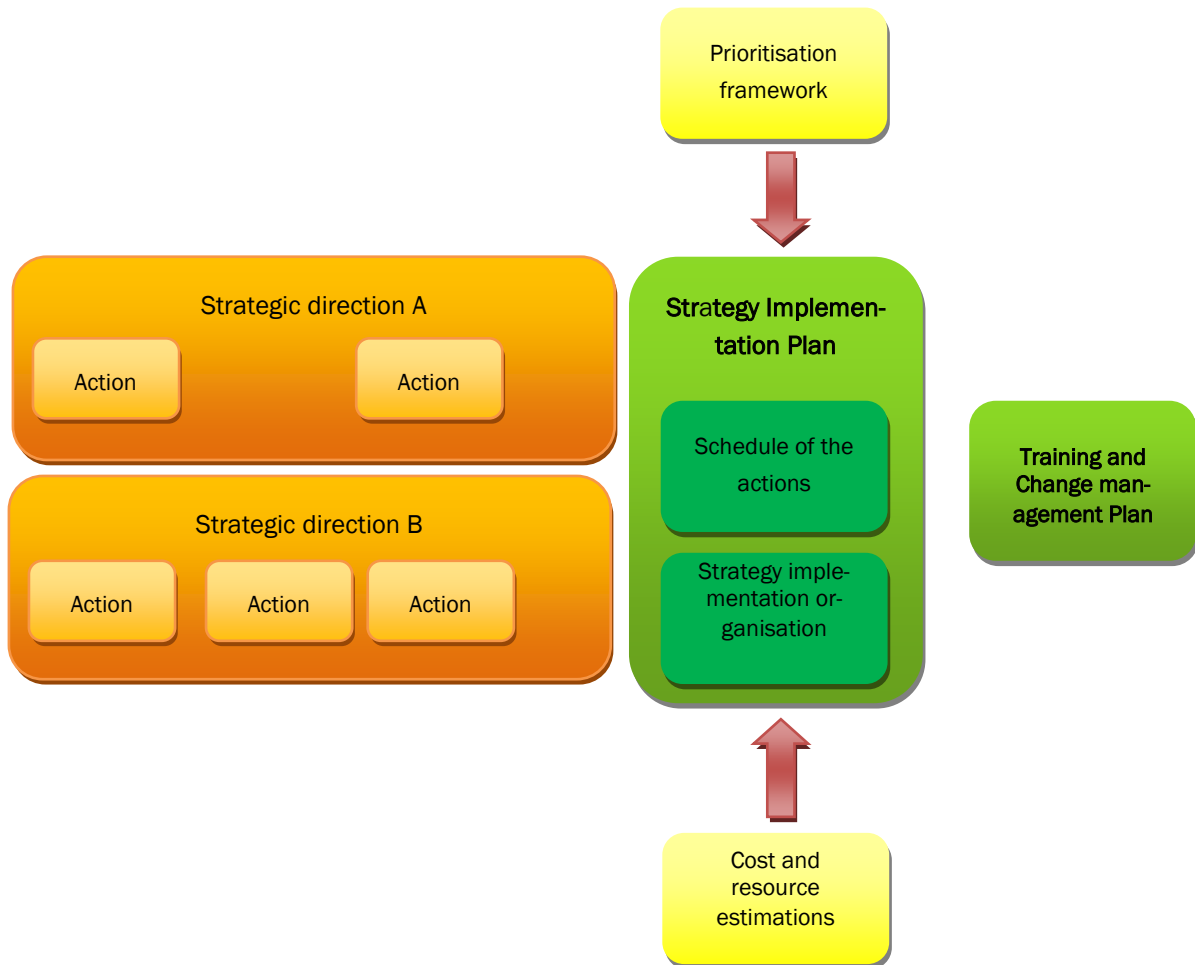 Prioritisation
framework
Strategic direction A
Action
Action
Strategic direction B
Action
Action
Action
Strategy Implemen-
tation Plan
Schedule of the
actions
Strategy imple-
mentation or-
ganisation
Training and
Change man-
agement Plan
Cost and
resource
estimations